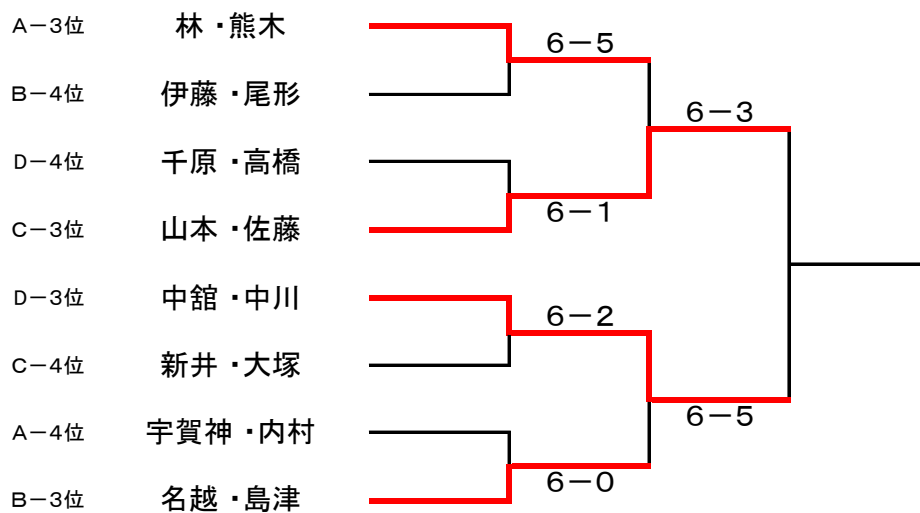 A－3位 林・熊木
6－5
B－4位 伊藤・尾形
6－3
D－4位 千原・高橋
6－1
C－3位 山本・佐藤
D－3位 中舘・中川
6－2
C－4位 新井・大塚
6－5
A－4位 宇賀神・内村
6－0
B－3位 名越・島津